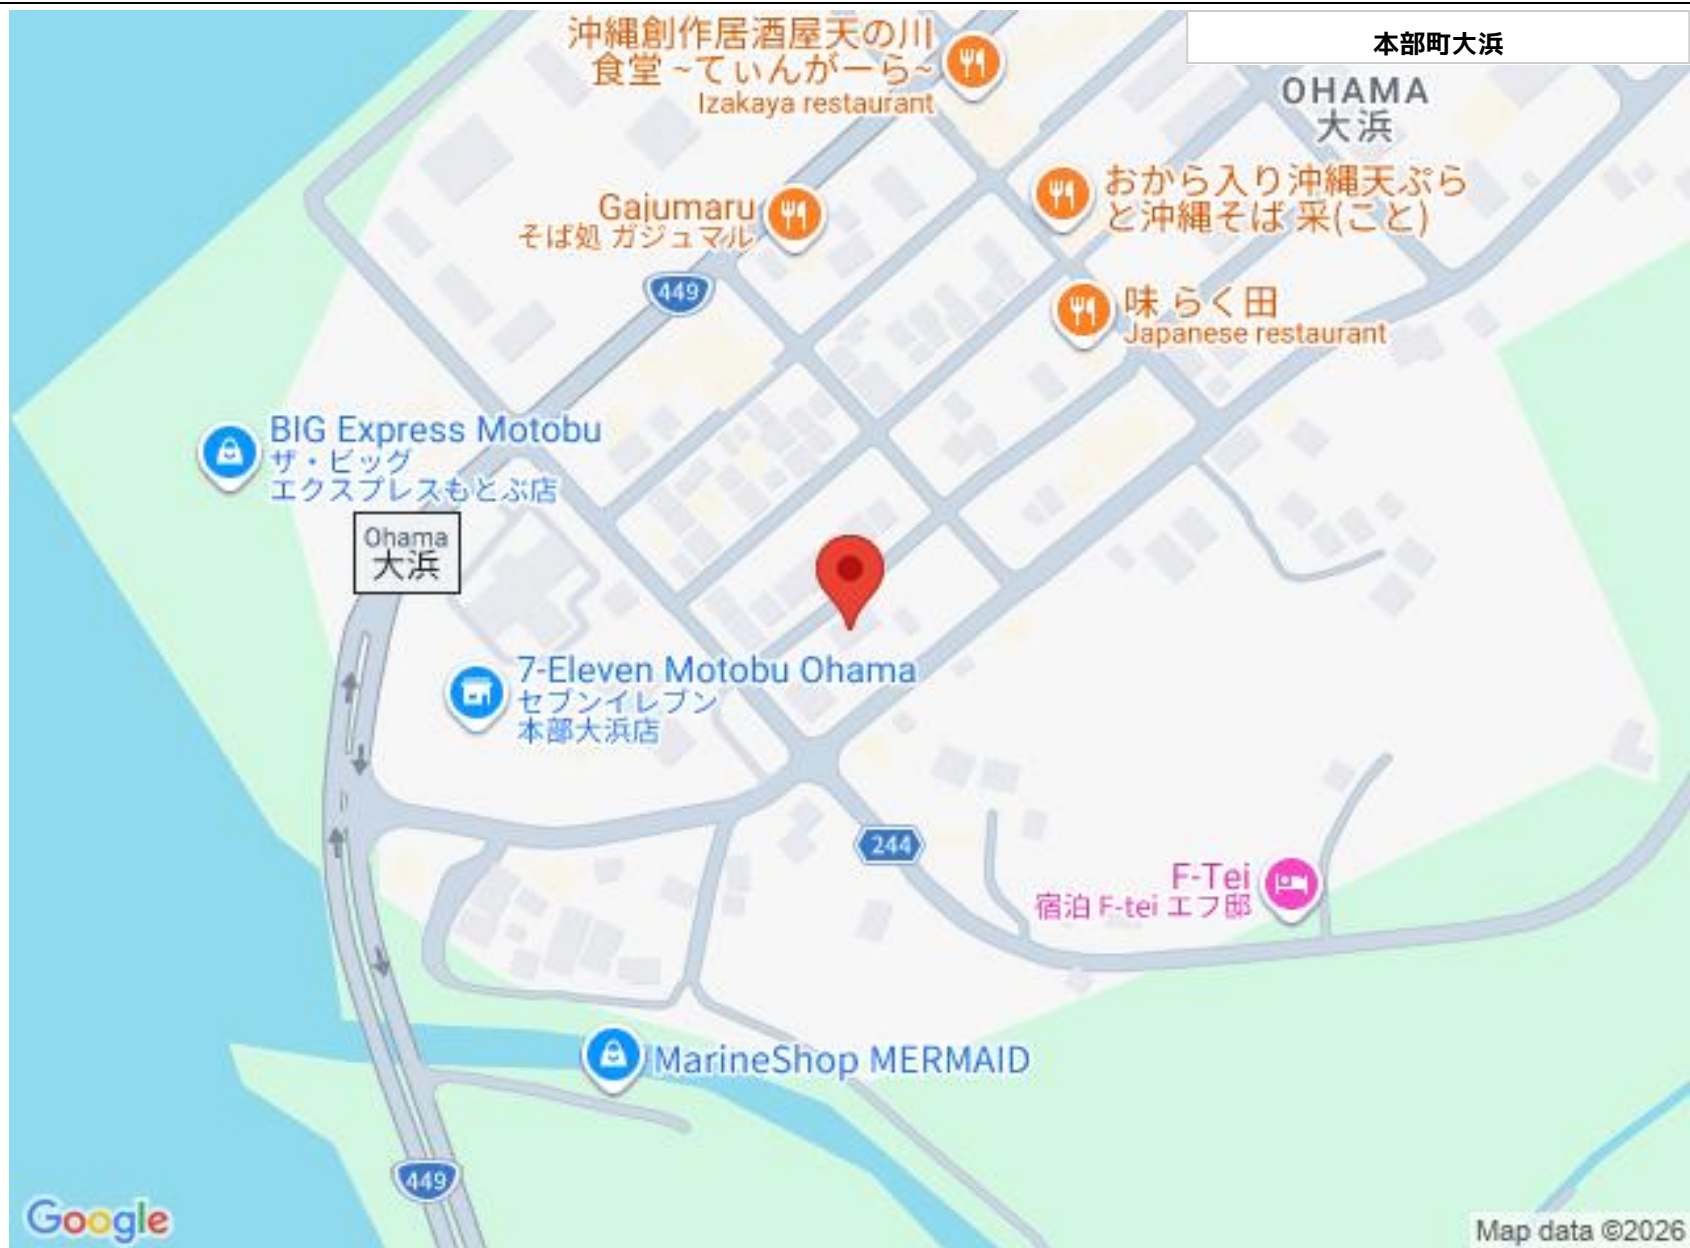 本部町大浜
沖縄創作居酒屋天の川
食堂 ~てぃんがーら~
Izakaya restaurant
OHAMA
大浜
おから入り沖縄天ぷら
と沖縄そば 采(こと)
Gajumaru
そば処 ガジュマル
449
味 らく田
Japanese restaurant
BIG Express Motobu
ザ・ビッグ
エクスプレスもとぶ店
Ohama
大浜
7-Eleven Motobu Ohama
セブンイレブン
本部大浜店
244
F-Tei
宿泊 F-tei エフ邸
MarineShop MERMAID
449
Google
Map data ©2026